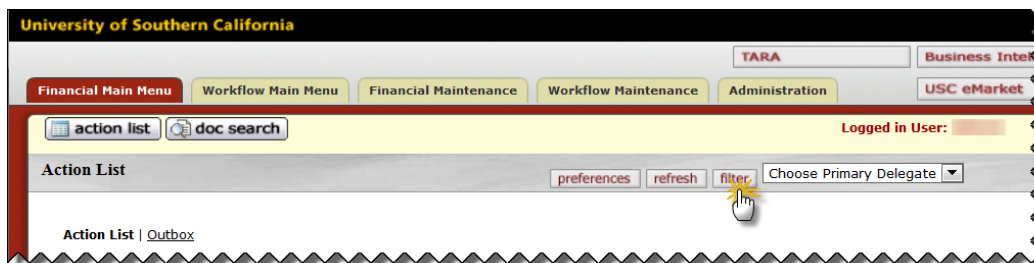 University of Southern California
TARA Business Intel
Financial Main Menu Workflow Main Menu Financial Maintenance Workflow Maintenance Administration USC eMarket
action list doc search Logged in User:
Action List preferences refresh filter Choose Primary Delegate
Action List | Outbox